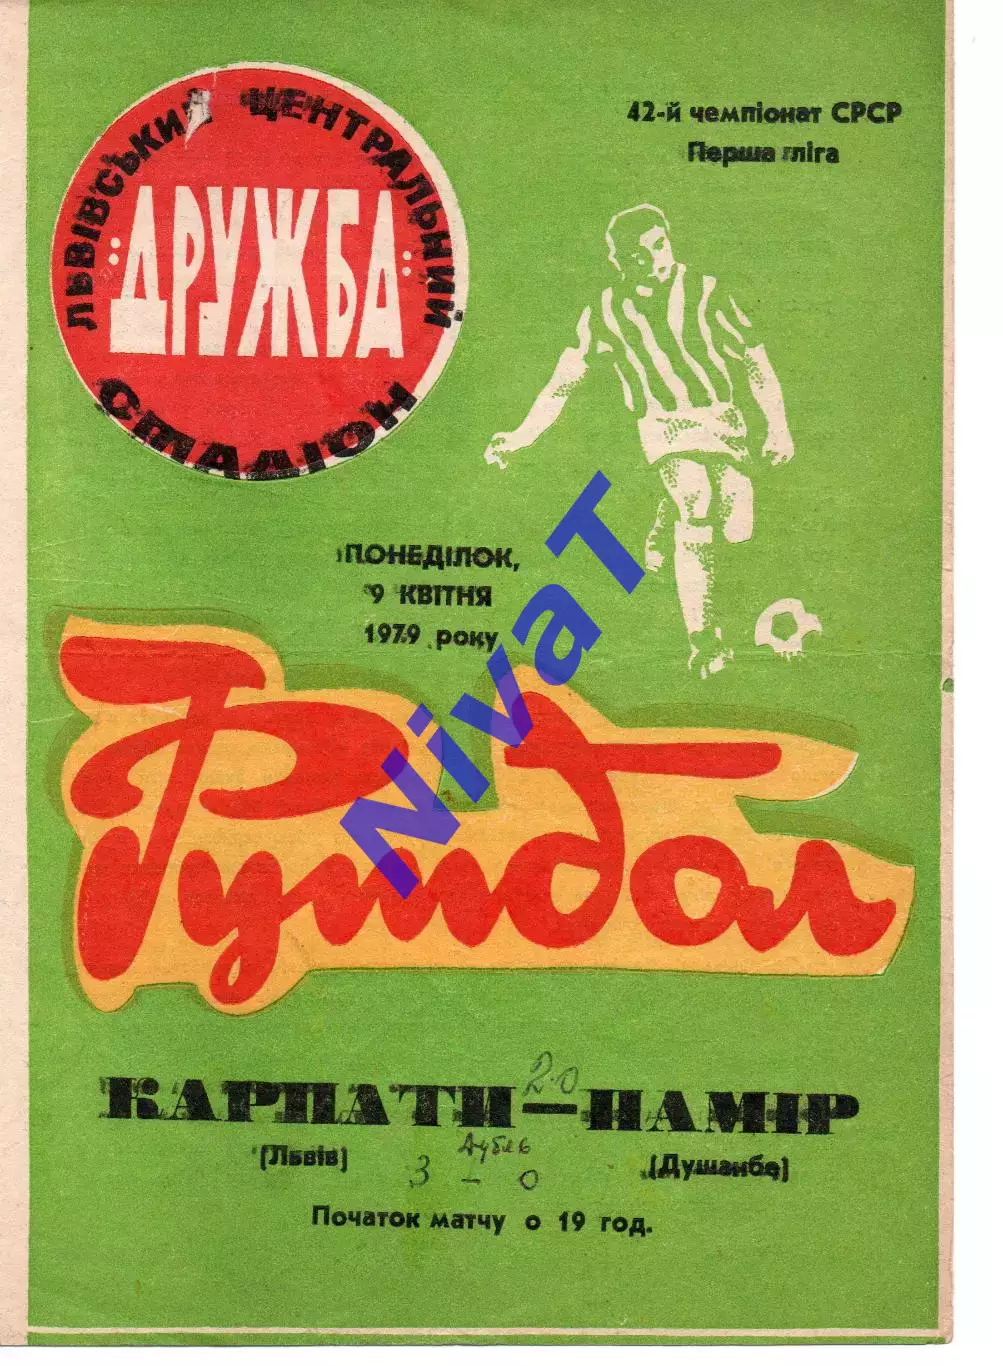 ЛЬВІВСЬКИЙ ЦЕНТРАЛЬНИЙ
"ДРУЖБА"
СТАДІОН
42-й чемпіонат СРСР
Перша ліга
ПОНЕДІЛОК,
9 КВІТНЯ
1979 року
NivaT
Футбол
2-0
КАРПАТИ — ПАМІР
(Львів) (Душанбе)
Дубль
3 – 0
Початок матчу о 19 год.